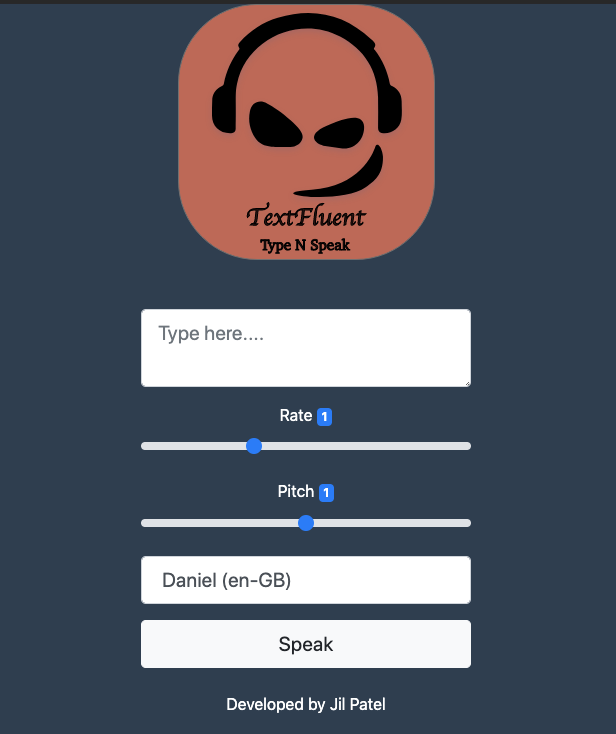 TextFluent
Type N Speak
Type here....
Rate 1
Pitch 1
Daniel (en-GB)
Speak
Developed by Jil Patel